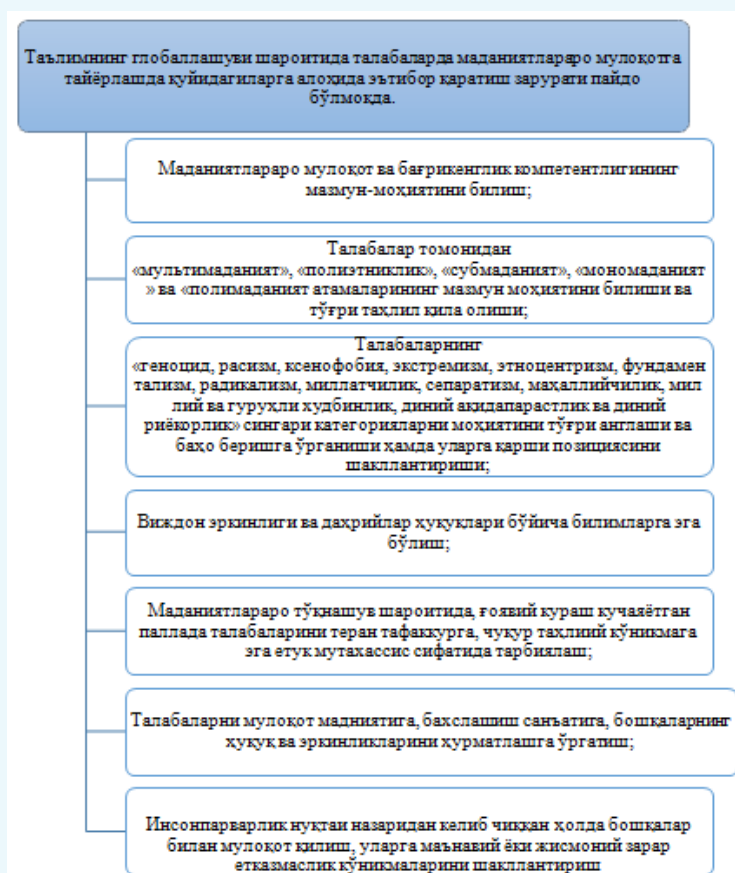 Таълимнинг глобаллашуви шароитида талабаларда маданиятлараро мулоқотга
тайёрлашда қуйидагиларга алоҳида эътибор қаратиш зарурати пайдо
бўлмоқда.
Маданиятлараро мулоқот ва бағрикенглик компетентлигининг
мазмун-моҳиятини билиш;
Талабалар томонидан
«мультимаданият», «полиэтниклик», «субмаданият», «мономаданият
» ва «полимаданият атамаларининг мазмун моҳиятини билиши ва
тўғри таҳлил қила олиши;
Талабаларнинг
«геноцид, расизм, ксенофобия, экстремизм, этноцентризм, фундамен
тализм, радикализм, миллатчилик, сепаратизм, маҳаллийчилик, мил
лий ва гуруҳли худбинлик, диний ақидапарастлик ва диний
риёкорлик» сингари категорияларни моҳиятини тўғри англаши ва
баҳо беришга ўрганиши ҳамда уларга қарши позициясини
шакллантириши;
Виждон эркинлиги ва даҳрийлар ҳуқуқлари бўйича билимларга эга
бўлиш;
Маданиятлараро тўқнашув шароитида, ғоявий кураш кучаяётган
паллада талабаларини теран тафаккурга, чуқур таҳлиий кўникмага
эга етук мутахассис сифатида тарбиялаш;
Талабаларни мулоқот мадниятига, бахслашиш санъатига, бошқаларнинг
ҳуқуқ ва эркинликларини ҳурматлашга ўргатиш;
Инсонпарварлик нуқтаи назаридан келиб чиққан ҳолда бошқалар
билан мулоқот қилиш, уларга маънавий ёки жисмоний зарар
етказмаслик кўникмаларини шакллантириш